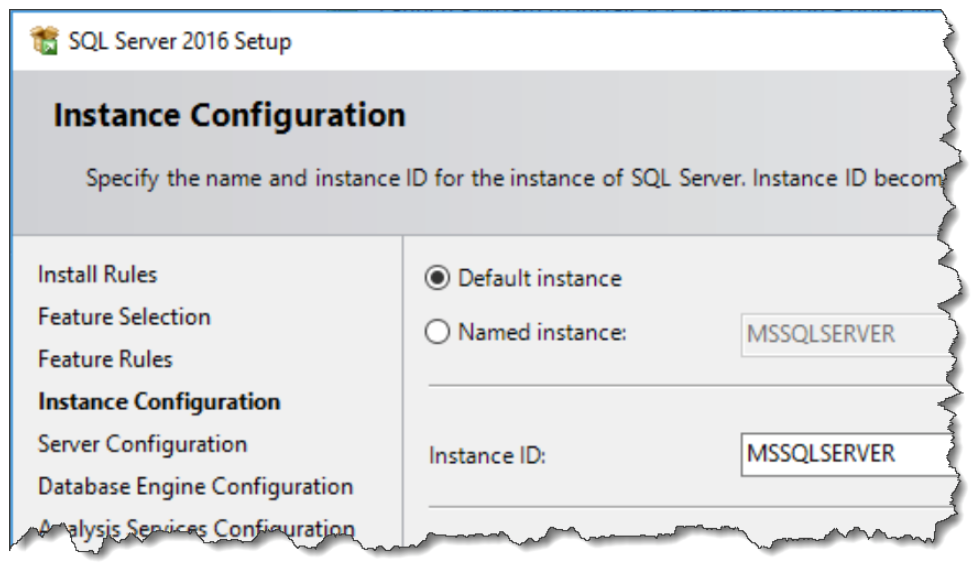 SQL Server 2016 Setup
Instance Configuration
Specify the name and instance ID for the instance of SQL Server. Instance ID becom
Install Rules
Feature Selection
Feature Rules
Instance Configuration
Server Configuration
Database Engine Configuration
Analysis Services Configuration
Default instance
Named instance: MSSQLSERVER
Instance ID: MSSQLSERVER